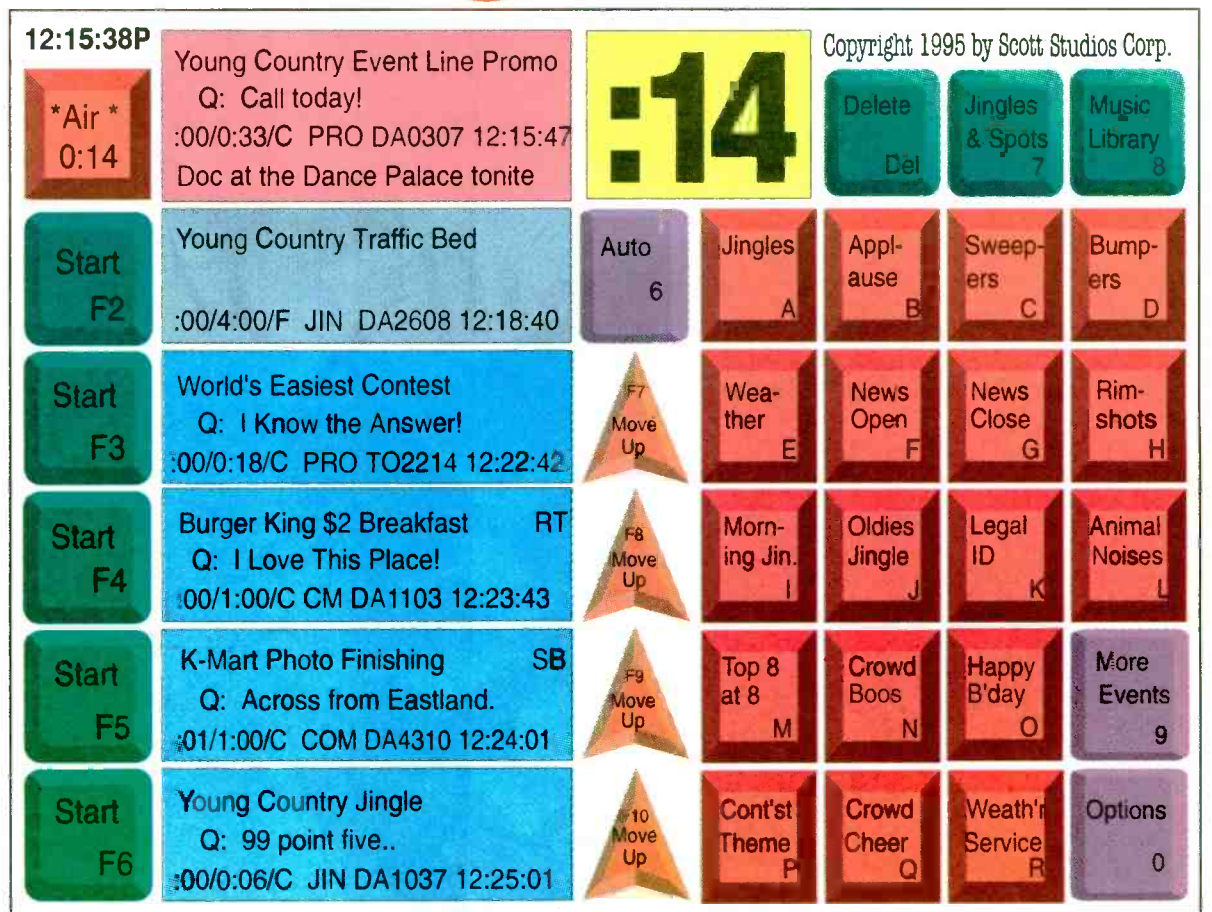 12:15:38P
*Air *
0:14
Young Country Event Line Promo
Q: Call today!
:00/0:33/C PRO DA0307 12:15:47
Doc at the Dance Palace tonite
:14
Copyright 1995 by Scott Studios Corp.
Delete
Del
Jingles
& Spots
7
Music
Library
8
Start
F2
Young Country Traffic Bed
:00/4:00/F JIN DA2608 12:18:40
Auto
6
Jingles
A
Appl-
ause
B
Sweep-
ers
C
Bump-
ers
D
Start
F3
World's Easiest Contest
Q: I Know the Answer!
:00/0:18/C PRO TO2214 12:22:42
F7
Move
Up
Wea-
ther
E
News
Open
F
News
Close
G
Rim-
shots
H
Start
F4
Burger King $2 Breakfast RT
Q: I Love This Place!
:00/1:00/C CM DA1103 12:23:43
F8
Move
Up
Morn-
ing Jin.
I
Oldies
Jingle
J
Legal
ID
K
Animal
Noises
L
Start
F5
K-Mart Photo Finishing SB
Q: Across from Eastland.
:01/1:00/C COM DA4310 12:24:01
F9
Move
Up
Top 8
at 8
M
Crowd
Boos
N
Happy
B'day
O
More
Events
9
Start
F6
Young Country Jingle
Q: 99 point five..
:00/0:06/C JIN DA1037 12:25:01
F10
Move
Up
Cont'st
Theme
P
Crowd
Cheer
Q
Weath'r
Service
R
Options
0